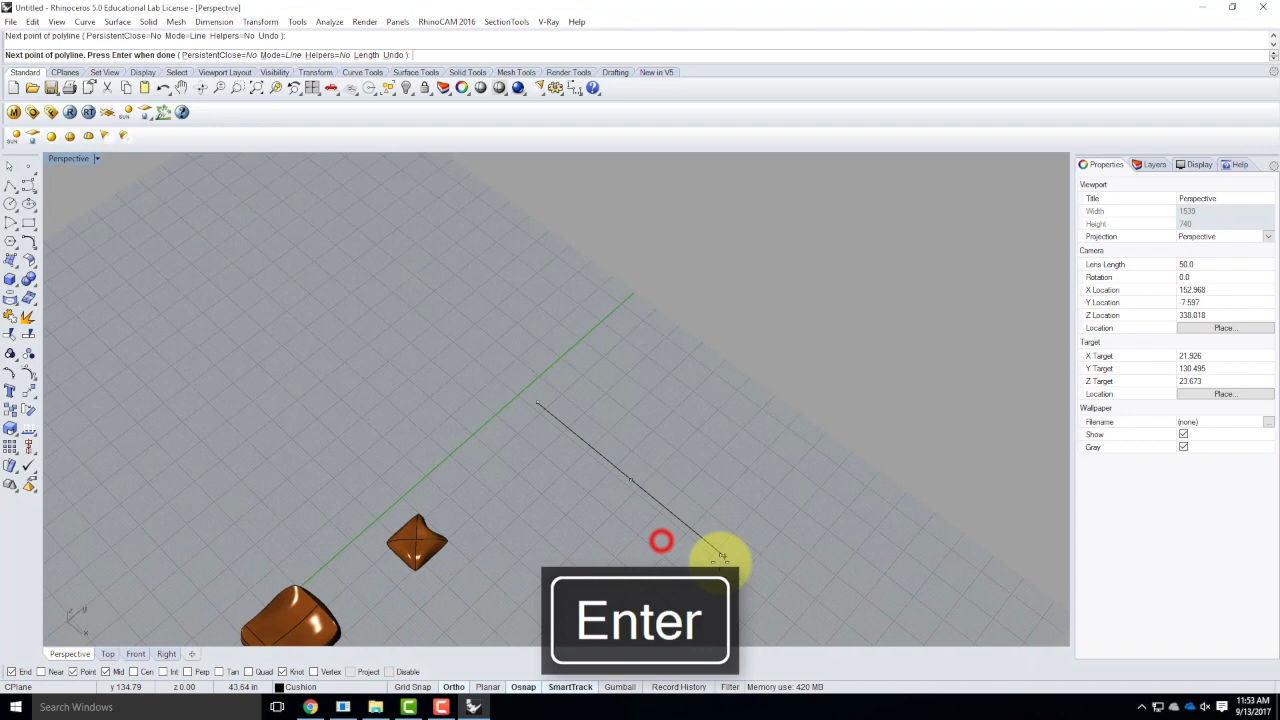 Untitled - Rhinoceros 5.0 Educational Lab License - [Perspective]
File Edit View Curve Surface Solid Mesh Dimension Transform Tools Analyze Render Panels RhinoCAM 2016 SectionTools V-Ray Help
Next point of polyline ( PersistentClose=No Mode=Line Helpers=No Undo ):
Next point of polyline. Press Enter when done ( PersistentClose=No Mode=Line Helpers=No Length Undo ):
Standard CPlanes Set View Display Select Viewport Layout Visibility Transform Curve Tools Surface Tools Solid Tools Mesh Tools Render Tools Drafting New in V5
M R RT
SUN
SUN
Perspective
Properties Layers Display Help
Viewport
Title Perspective
Width 1539
Height 740
Projection Perspective
Camera
Lens Length 50.0
Rotation 0.0
X Location 152.968
Y Location -7.597
Z Location 338.018
Location Place...
Target
X Target 21.926
Y Target 130.495
Z Target 23.673
Location Place...
Wallpaper
Filename (none) ...
Show
Gray
Enter
z y
x
Perspective Top Front Right
End Near Point Mid Cen Int Perp Tan Quad Knot Vertex Project Disable
CPlane y 134.79 z 0.00 43.64 in Cushion Grid Snap Ortho Planar Osnap SmartTrack Gumball Record History Filter Memory use: 420 MB
Search Windows
11:53 AM
9/13/2017